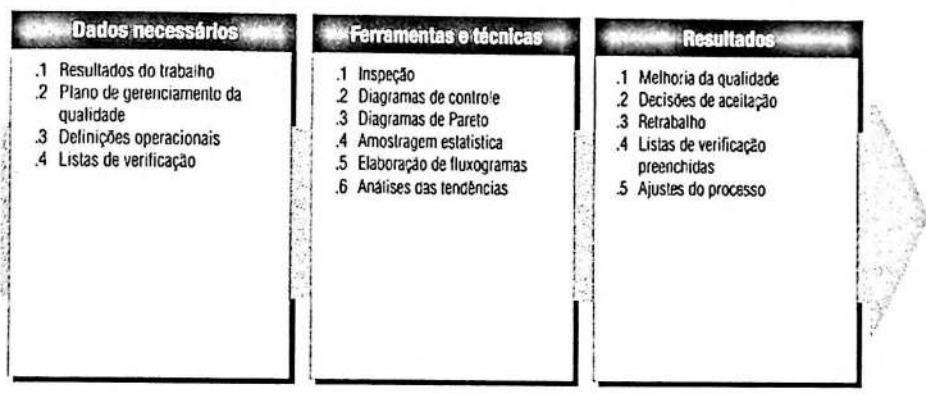 Dados necessários
.1 Resultados do trabalho
.2 Plano de gerenciamento da
qualidade
.3 Definições operacionais
.4 Listas de verificação
Ferramentas e técnicas
.1 Inspeção
.2 Diagramas de controle
.3 Diagramas de Pareto
.4 Amostragem estatística
.5 Elaboração de fluxogramas
.6 Análises das tendências
Resultados
.1 Melhoria da qualidade
.2 Decisões de aceitação
.3 Retrabalho
.4 Listas de verificação
preenchidas
.5 Ajustes do processo